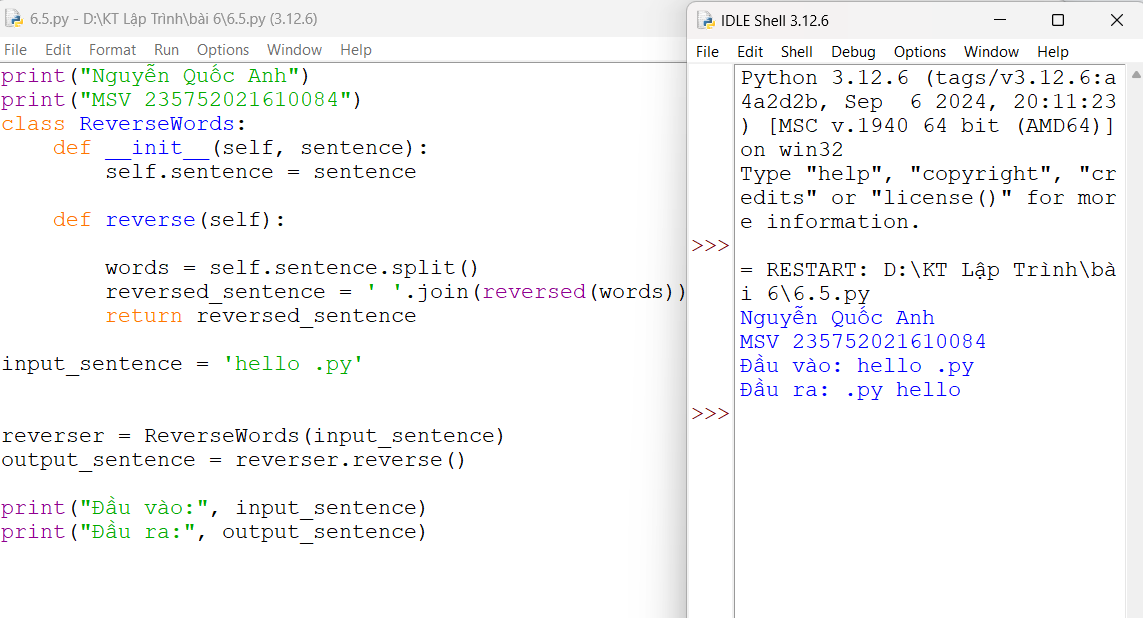 6.5.py - D:\KT Lập Trình\bài 6\6.5.py (3.12.6)
File Edit Format Run Options Window Help
print("Nguyễn Quốc Anh")
print("MSV 235752021610084")
class ReverseWords:
    def __init__(self, sentence):
        self.sentence = sentence
    def reverse(self):
        words = self.sentence.split()
        reversed_sentence = ' '.join(reversed(words))
        return reversed_sentence
input_sentence = 'hello .py'
reverser = ReverseWords(input_sentence)
output_sentence = reverser.reverse()
print("Đầu vào:", input_sentence)
print("Đầu ra:", output_sentence)
IDLE Shell 3.12.6
File Edit Shell Debug Options Window Help
Python 3.12.6 (tags/v3.12.6:a
4a2d2b, Sep  6 2024, 20:11:23
) [MSC v.1940 64 bit (AMD64)]
on win32
Type "help", "copyright", "cr
edits" or "license()" for mor
e information.
>>>
= RESTART: D:\KT Lập Trình\bà
i 6\6.5.py
Nguyễn Quốc Anh
MSV 235752021610084
Đầu vào: hello .py
Đầu ra: .py hello
>>>